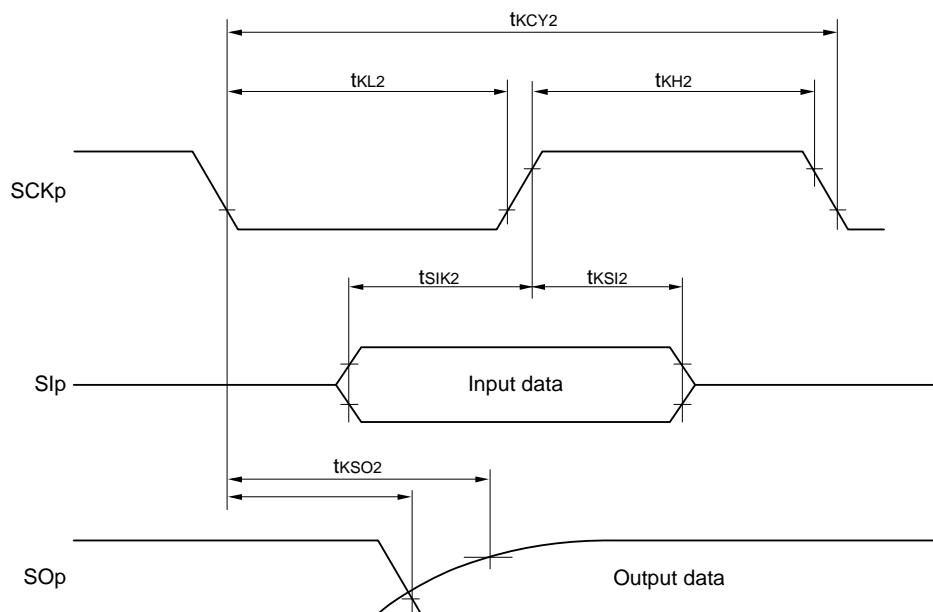 tKCY2
tKL2
tKH2
SCKp
tSIK2
tKSI2
SIp
Input data
tKSO2
SOp
Output data